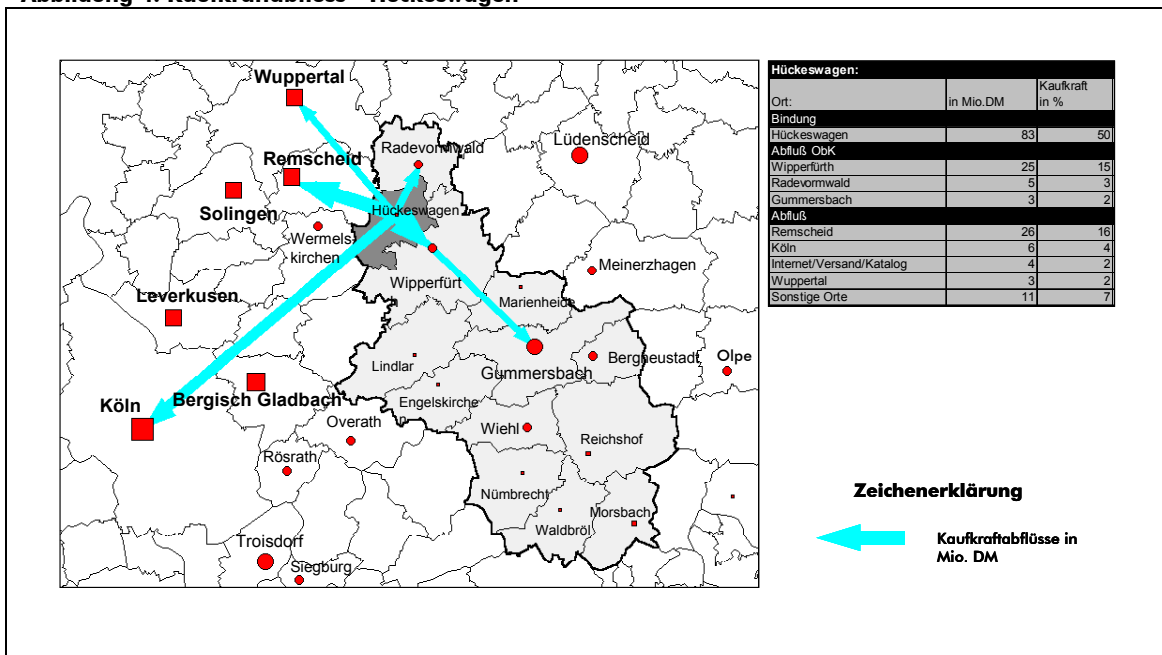 Wuppertal
Radevormwald
Lüdenscheid
Remscheid
Solingen
Hückeswagen
Wermels-
kirchen
Wipperfürt
Meinerzhagen
Marienheide
Leverkusen
Lindlar
Gummersbach
Bergneustadt
Olpe
Köln
Bergisch Gladbach
Engelskirche
n
Overath
Wiehl
Reichshof
Rösrath
Nümbrecht
Morsbach
Waldbröl
Troisdorf
Siegburg
Hückeswagen:
Ort: in Mio.DM Kaufkraft
in %
Bindung
Hückeswagen 83 50
Abfluß ObK
Wipperfürth 25 15
Radevormwald 5 3
Gummersbach 3 2
Abfluß
Remscheid 26 16
Köln 6 4
Internet/Versand/Katalog 4 2
Wuppertal 3 2
Sonstige Orte 11 7
Zeichenerklärung
Kaufkraftabflüsse in
Mio. DM